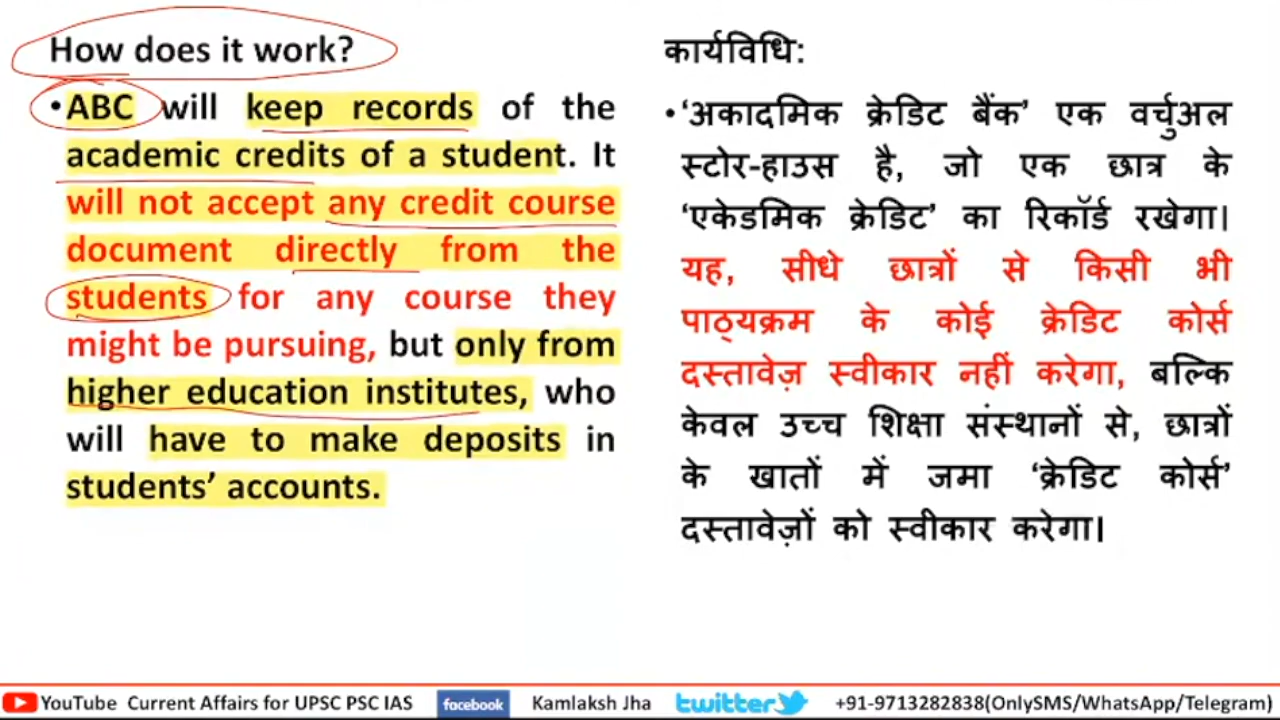 How does it work?
•ABC will keep records of the
academic credits of a student. It
will not accept any credit course
document directly from the
students for any course they
might be pursuing, but only from
higher education institutes, who
will have to make deposits in
students’ accounts.
कार्यविधि:
•‘अकादमिक क्रेडिट बैंक’ एक वर्चुअल
स्टोर-हाउस है, जो एक छात्र के
‘एकेडमिक क्रेडिट’ का रिकॉर्ड रखेगा।
यह, सीधे छात्रों से किसी भी
पाठ्यक्रम के कोई क्रेडिट कोर्स
दस्तावेज़ स्वीकार नहीं करेगा, बल्कि
केवल उच्च शिक्षा संस्थानों से, छात्रों
के खातों में जमा ‘क्रेडिट कोर्स’
दस्तावेज़ों को स्वीकार करेगा।
YouTube Current Affairs for UPSC PSC IAS facebook Kamlaksh Jha twitter +91-9713282838(OnlySMS/WhatsApp/Telegram)